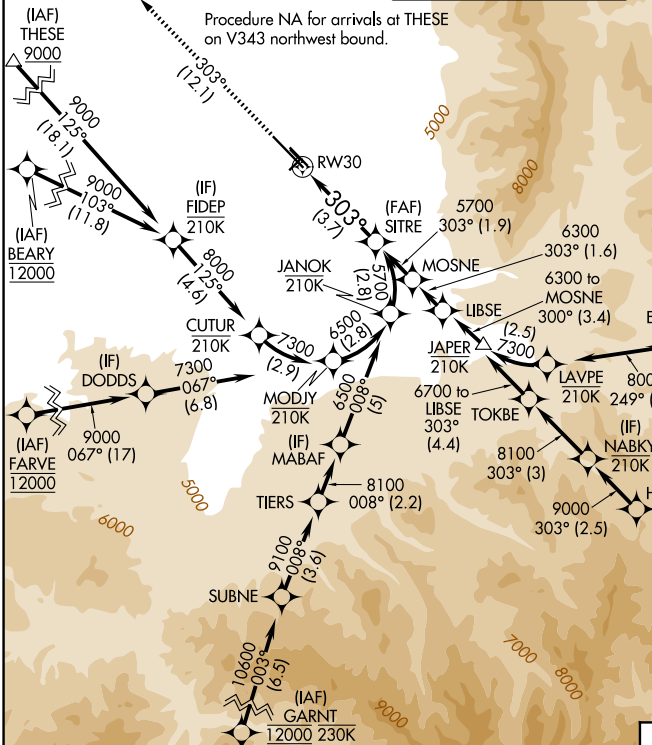 Procedure NA for arrivals at THESE
on V343 northwest bound.
(IAF)
THESE
9000
303°
(12.1)
9000
125°
(18.1)
RW30
9000
103°
(11.8)
(IAF)
BEARY
12000
(IF)
FIDEP
210K
303°
(3.7)
(FAF)
SITRE
5700
303° (1.9)
6300
303° (1.6)
5000
8000
8000
125°
(4.6)
JANOK
210K
5700
(2.8)
MOSNE
6300 to
MOSNE
300° (3.4)
LIBSE
CUTUR
210K
7300
(2.9)
6500
(2.8)
(2.5)
7300
JAPER
210K
(IF)
DODDS
7300
067°
(6.8)
MODJY
210K
6500
008°
(5)
6700 to
LIBSE
303°
(4.4)
TOKBE
LAVPE
210K
800
249° (
(IAF)
FARVE
12000
9000
067° (17)
(IF)
MABAF
(IF)
NABKY
210K
8100
303° (3)
5000
6000
TIERS
8100
008° (2.2)
9000
303° (2.5)
H
9100
008°
(3.6)
SUBNE
10600
003°
(6.5)
7000
8000
9000
(IAF)
GARNT
12000 230K